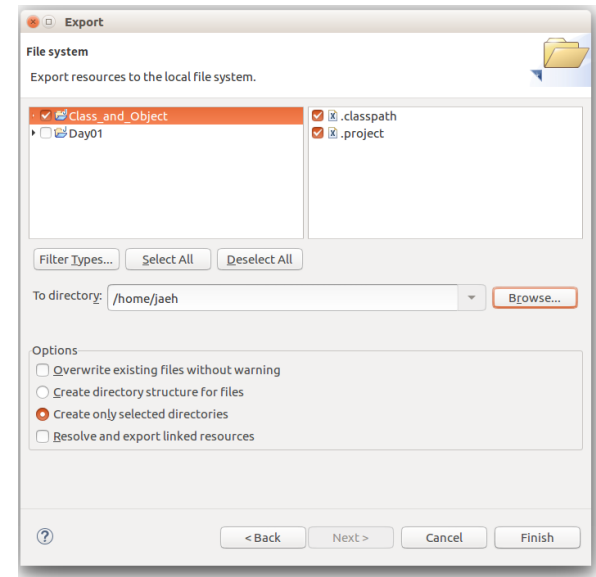 Export
File system
Export resources to the local file system.
Class_and_Object
Day01
.classpath
.project
Filter Types...
Select All
Deselect All
To directory:
/home/jaeh
Browse...
Options
Overwrite existing files without warning
Create directory structure for files
Create only selected directories
Resolve and export linked resources
?
< Back
Next >
Cancel
Finish